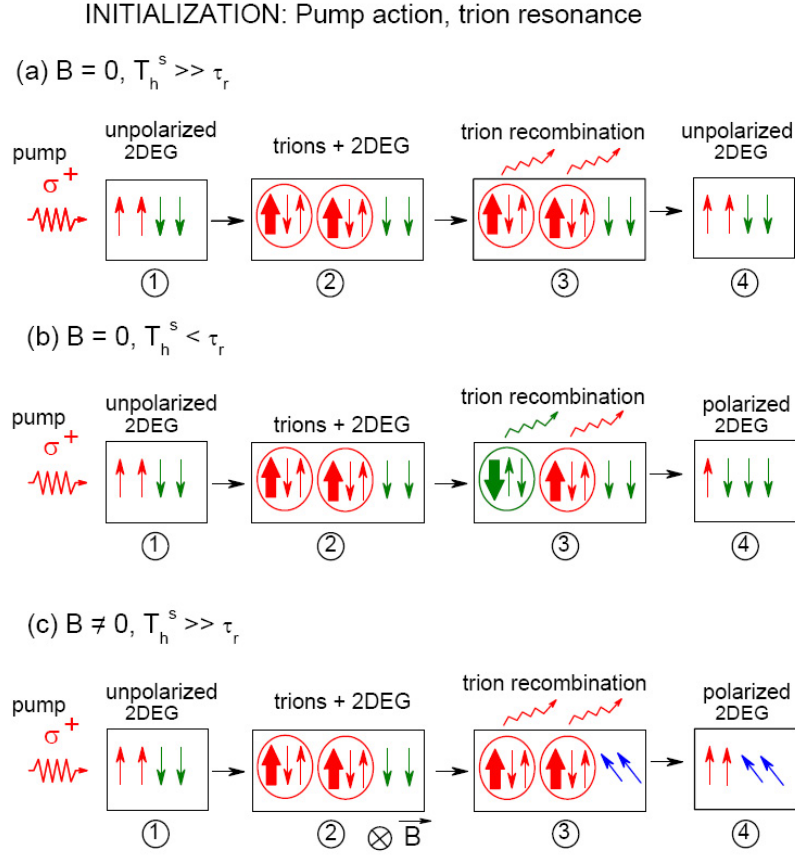 INITIALIZATION: Pump action, trion resonance
(a) B = 0, T_h^s >> τ_r
pump
σ+
unpolarized
2DEG
trions + 2DEG
trion recombination
unpolarized
2DEG
① ② ③ ④
(b) B = 0, T_h^s < τ_r
pump
σ+
unpolarized
2DEG
trions + 2DEG
trion recombination
polarized
2DEG
① ② ③ ④
(c) B ≠ 0, T_h^s >> τ_r
pump
σ+
unpolarized
2DEG
trions + 2DEG
trion recombination
polarized
2DEG
① ② ⊗ B ③ ④